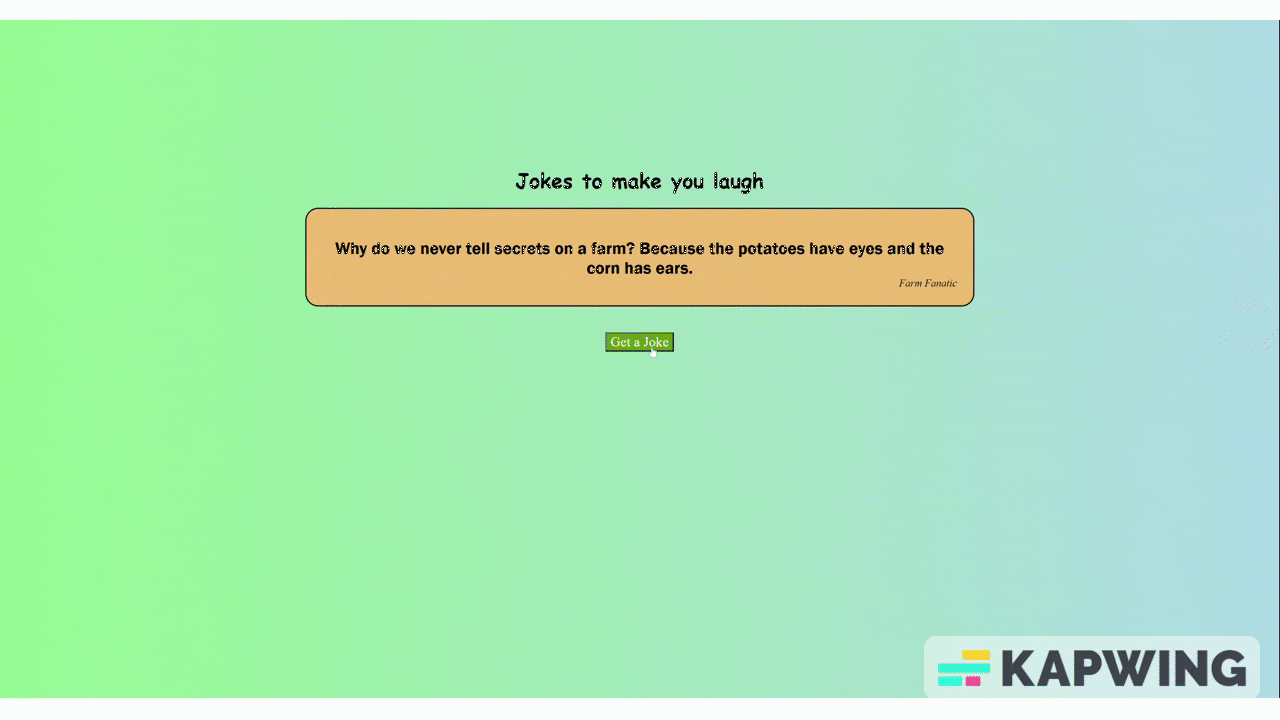 Jokes to make you laugh
Why do we never tell secrets on a farm? Because the potatoes have eyes and the
corn has ears.
Farm Fanatic
Get a Joke
KAPWING